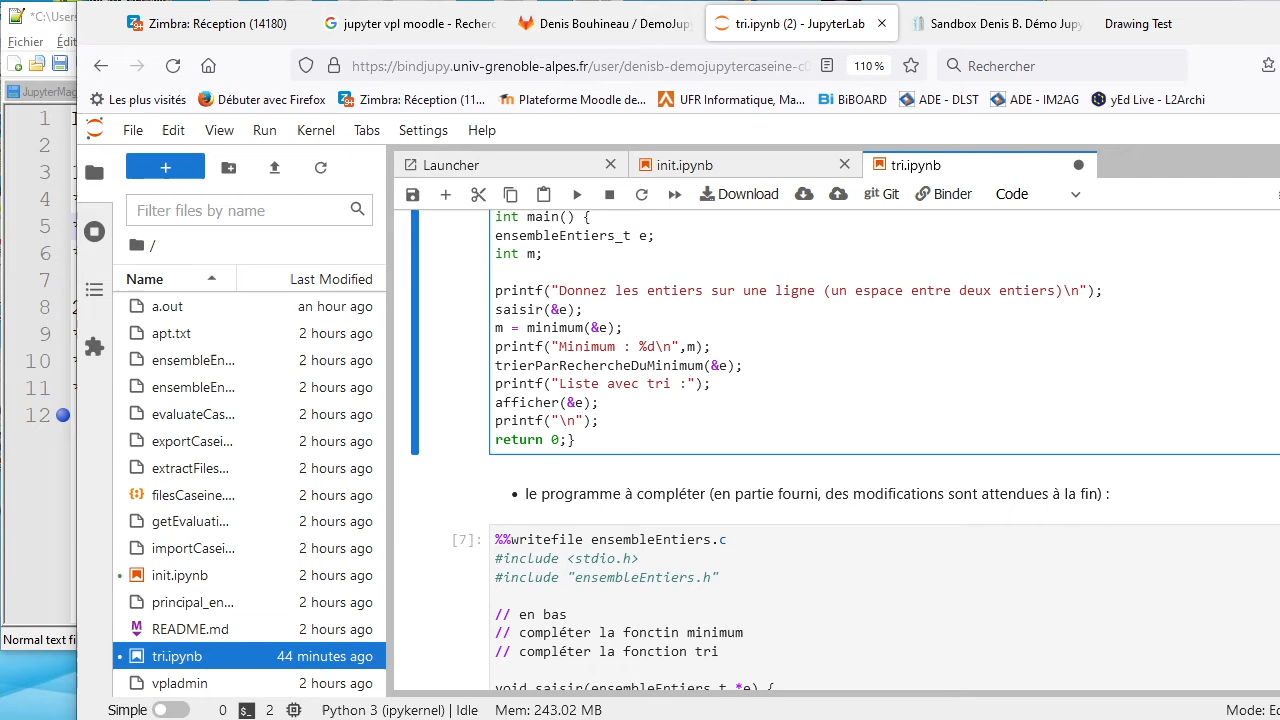 *C:\Users
Fichier Édit
Zimbra: Réception (14180)
jupyter vpl moodle - Recherc
DenisBouhineau / DemoJupy
tri.ipynb (2) - JupyterLab
Sandbox Denis B. Démo Jupy
Drawing Test
https://bindjupy.univ-grenoble-alpes.fr/user/denisb-demojupytercaseine-c0
110 %
Rechercher
Les plus visités
Débuter avec Firefox
Zimbra: Réception (11...
Plateforme Moodle de...
UFR Informatique, Ma...
BiBOARD
ADE - DLST
ADE - IM2AG
yEd Live - L2Archi
JupyterMag
1
2
3
4
5
6
7
8
9
10
11
12
Normal text fi
File Edit View Run Kernel Tabs Settings Help
Launcher
init.ipynb
tri.ipynb
Download
git Git
Binder
Code
Filter files by name
/
Name Last Modified
a.out an hour ago
apt.txt 2 hours ago
ensembleEn... 2 hours ago
ensembleEn... 2 hours ago
evaluateCas... 2 hours ago
exportCasei... 2 hours ago
extractFiles... 2 hours ago
filesCaseine.... 2 hours ago
getEvaluati... 2 hours ago
importCasei... 2 hours ago
init.ipynb 2 hours ago
principal_en... 2 hours ago
README.md 2 hours ago
tri.ipynb 44 minutes ago
vpladmin 2 hours ago
int main() {
ensembleEntiers_t e;
int m;
printf("Donnez les entiers sur une ligne (un espace entre deux entiers)\n");
saisir(&e);
m = minimum(&e);
printf("Minimum : %d\n",m);
trierParRechercheDuMinimum(&e);
printf("Liste avec tri :");
afficher(&e);
printf("\n");
return 0;}
• le programme à compléter (en partie fourni, des modifications sont attendues à la fin) :
[7]:
%%writefile ensembleEntiers.c
#include <stdio.h>
#include "ensembleEntiers.h"
// en bas
// compléter la fonctin minimum
// compléter la fonction tri
void saisir(ensembleEntiers_t *e) {
Simple 0 2 Python 3 (ipykernel) | Idle Mem: 243.02 MB Mode: Ec